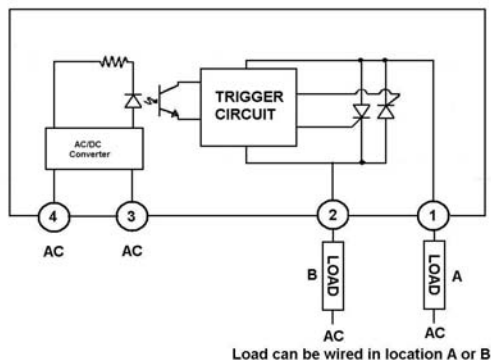 TRIGGER
CIRCUIT
AC/DC
Converter
4
3
2
1
AC
AC
B
LOAD
LOAD
A
AC
AC
Load can be wired in location A or B